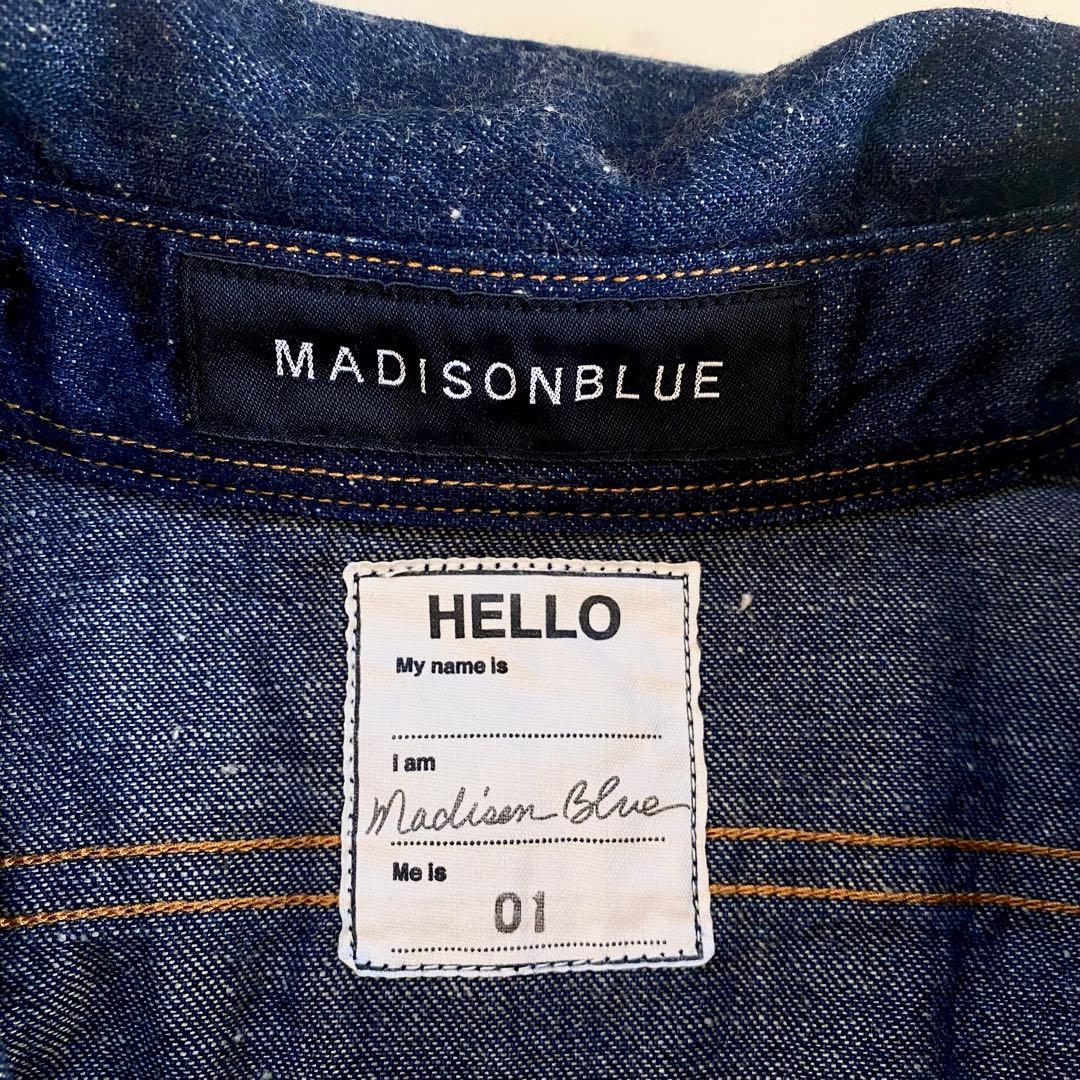 MADISONBLUE
HELLO
My name is
I am
Madison Blue
Me is
01